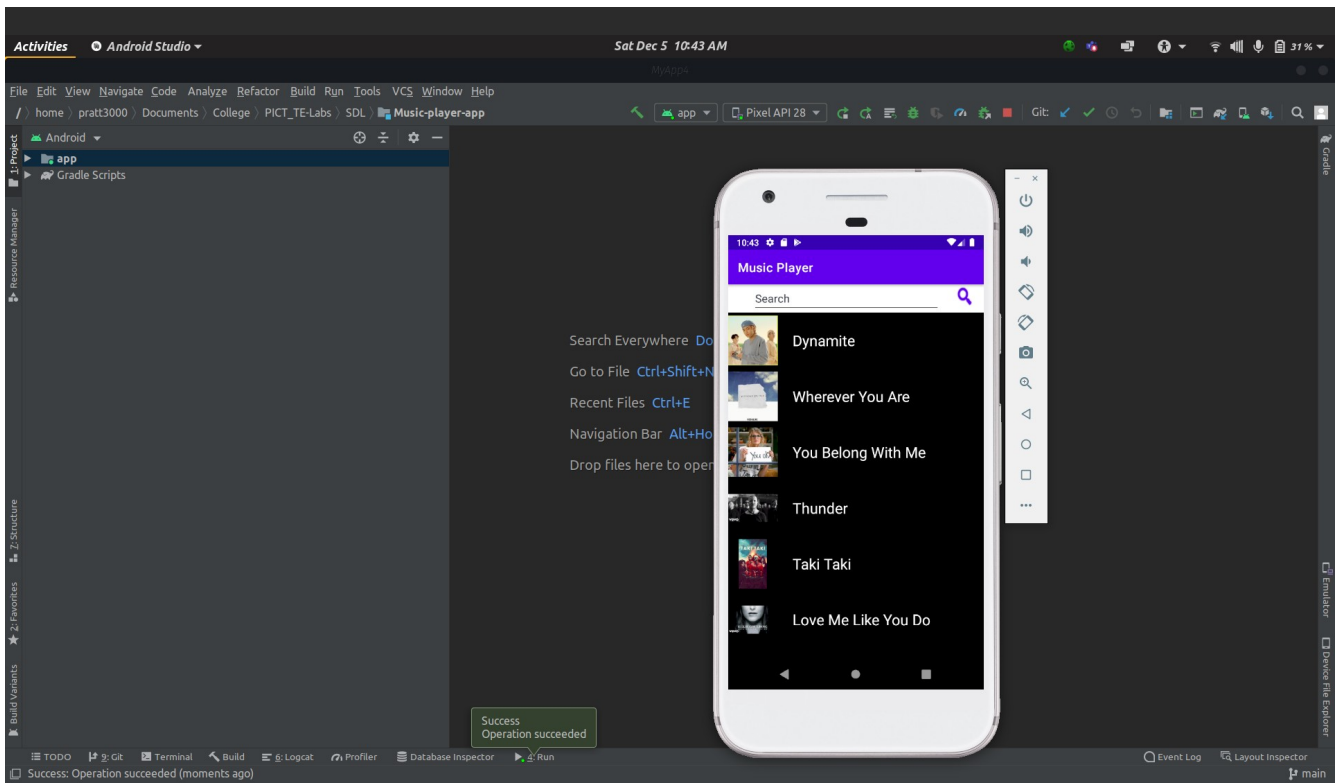 Activities Android Studio Sat Dec 5 10:43 AM 31%
MyApp4
File Edit View Navigate Code Analyze Refactor Build Run Tools VCS Window Help
/ home pratt3000 Documents College PICT_TE-Labs SDL Music-player-app app Pixel API 28 Git:
1: Project
Android
app
Gradle Scripts
Gradle
Resource Manager
10:43
Music Player
Search
Dynamite
Wherever You Are
You Belong With Me
Thunder
Taki Taki
Love Me Like You Do
Search Everywhere Do
Go to File Ctrl+Shift+N
Recent Files Ctrl+E
Navigation Bar Alt+Ho
Drop files here to open
Z: Structure
2: Favorites
Build Variants
Emulator
Device File Explorer
Success
Operation succeeded
TODO 9: Git Terminal Build 6: Logcat Profiler Database Inspector 4: Run Event Log Layout Inspector
Success: Operation succeeded (moments ago) main